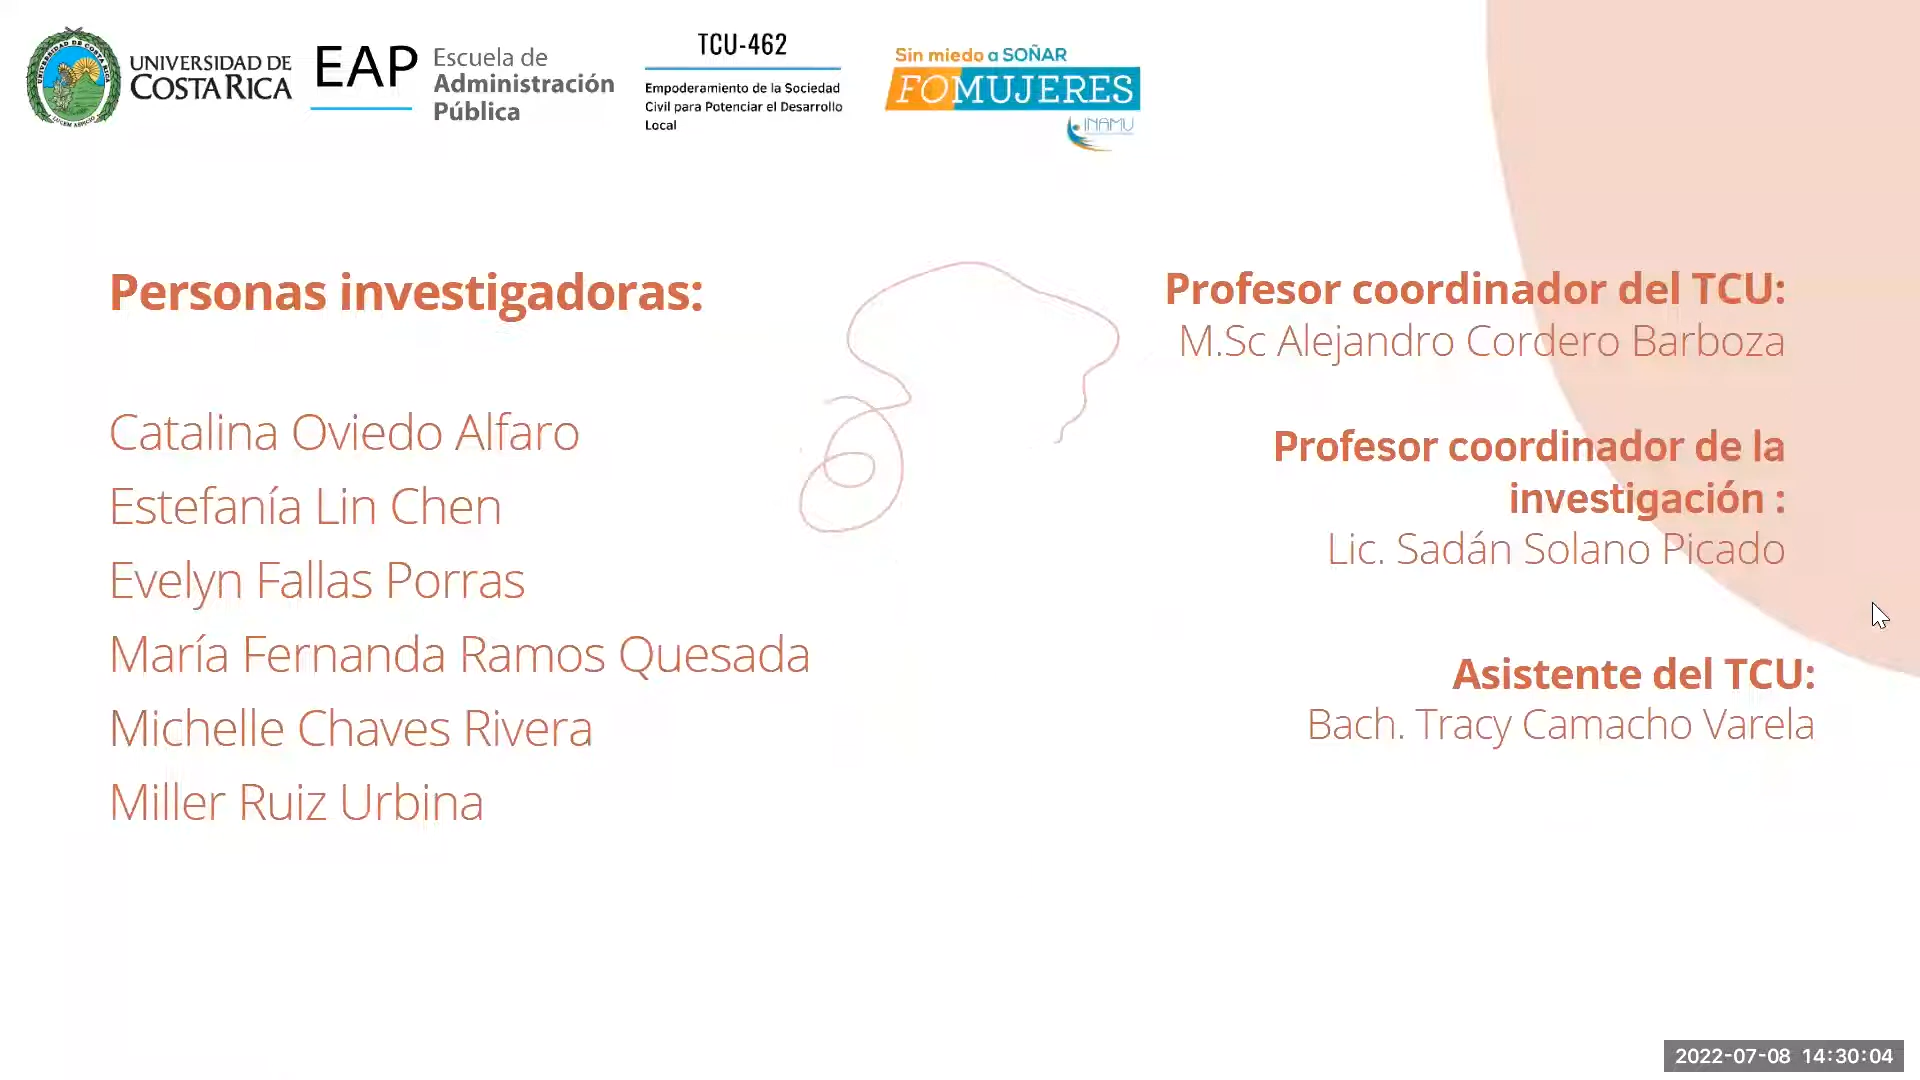 UNIVERSIDAD DE
COSTA RICA
EAP
Escuela de
Administración
Pública
TCU-462
Empoderamiento de la Sociedad
Civil para Potenciar el Desarrollo
Local
Sin miedo a SOÑAR
FOMUJERES
INAMU
Personas investigadoras:
Catalina Oviedo Alfaro
Estefanía Lin Chen
Evelyn Fallas Porras
María Fernanda Ramos Quesada
Michelle Chaves Rivera
Miller Ruiz Urbina
Profesor coordinador del TCU:
M.Sc Alejandro Cordero Barboza
Profesor coordinador de la
investigación :
Lic. Sadán Solano Picado
Asistente del TCU:
Bach. Tracy Camacho Varela
2022-07-08 14:30:04